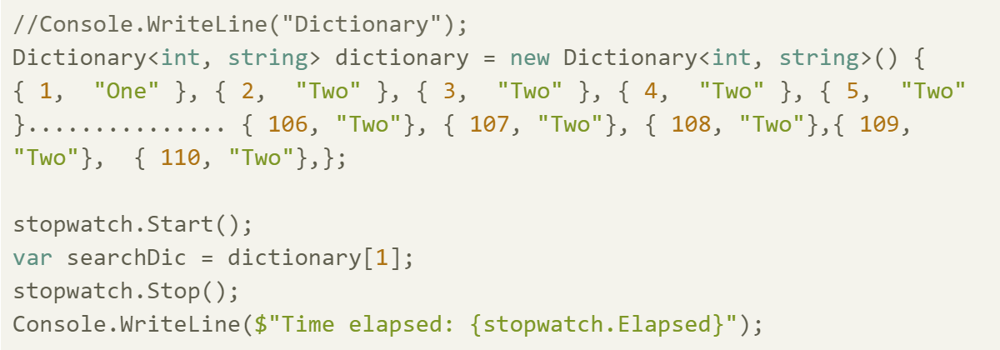 //Console.WriteLine("Dictionary");
Dictionary<int, string> dictionary = new Dictionary<int, string>() {
{ 1,  "One" }, { 2,  "Two" }, { 3,  "Two" }, { 4,  "Two" }, { 5,  "Two"
}............... { 106, "Two"}, { 107, "Two"}, { 108, "Two"},{ 109,
"Two"},  { 110, "Two"},};

stopwatch.Start();
var searchDic = dictionary[1];
stopwatch.Stop();
Console.WriteLine($"Time elapsed: {stopwatch.Elapsed}");